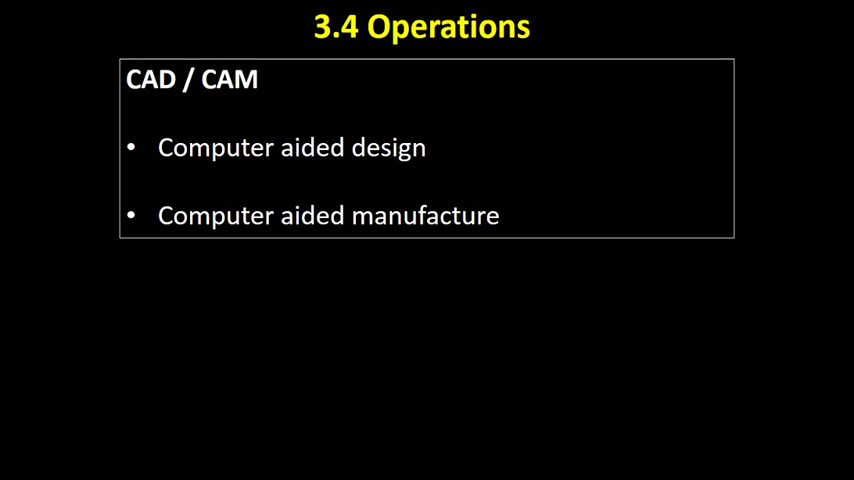 3.4 Operations
CAD / CAM
• Computer aided design
• Computer aided manufacture